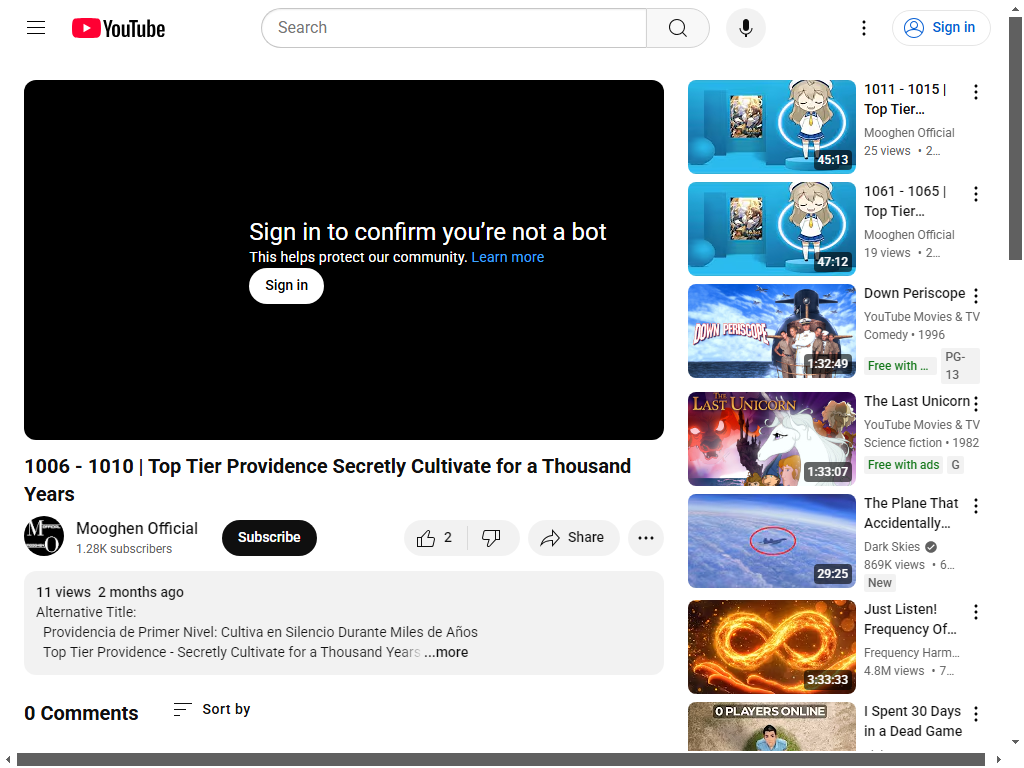 YouTube
Search
Sign in
Sign in to confirm you're not a bot
This helps protect our community. Learn more
Sign in
1006 - 1010 | Top Tier Providence Secretly Cultivate for a Thousand
Years
Mooghen Official
1.28K subscribers
Subscribe
2
Share
11 views 2 months ago
Alternative Title:
Providencia de Primer Nivel: Cultiva en Silencio Durante Miles de Años
Top Tier Providence - Secretly Cultivate for a Thousand Years ...more
0 Comments
Sort by
45:13
1011 - 1015 |
Top Tier...
Mooghen Official
25 views • 2...
47:12
1061 - 1065 |
Top Tier...
Mooghen Official
19 views • 2...
DOWN PERISCOPE
1:32:49
Down Periscope
YouTube Movies & TV
Comedy • 1996
Free with ...
PG-
13
THE
LAST UNICORN
1:33:07
The Last Unicorn
YouTube Movies & TV
Science fiction • 1982
Free with ads
G
29:25
The Plane That
Accidentally...
Dark Skies
869K views • 6...
New
3:33:33
Just Listen!
Frequency Of...
Frequency Harm...
4.8M views • 7...
0 PLAYERS ONLINE
I Spent 30 Days
in a Dead Game